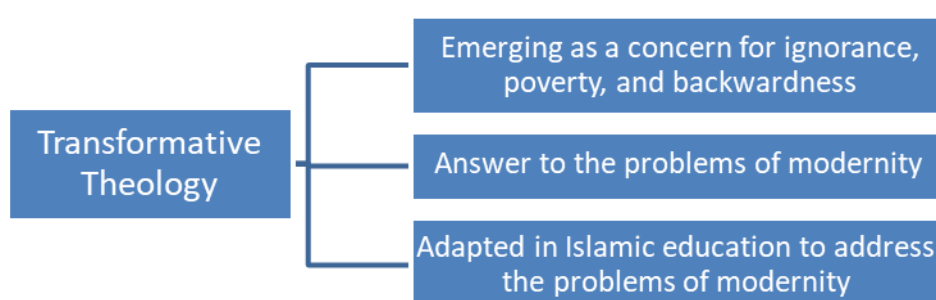 Transformative
Theology
Emerging as a concern for ignorance,
poverty, and backwardness
Answer to the problems of modernity
Adapted in Islamic education to address
the problems of modernity